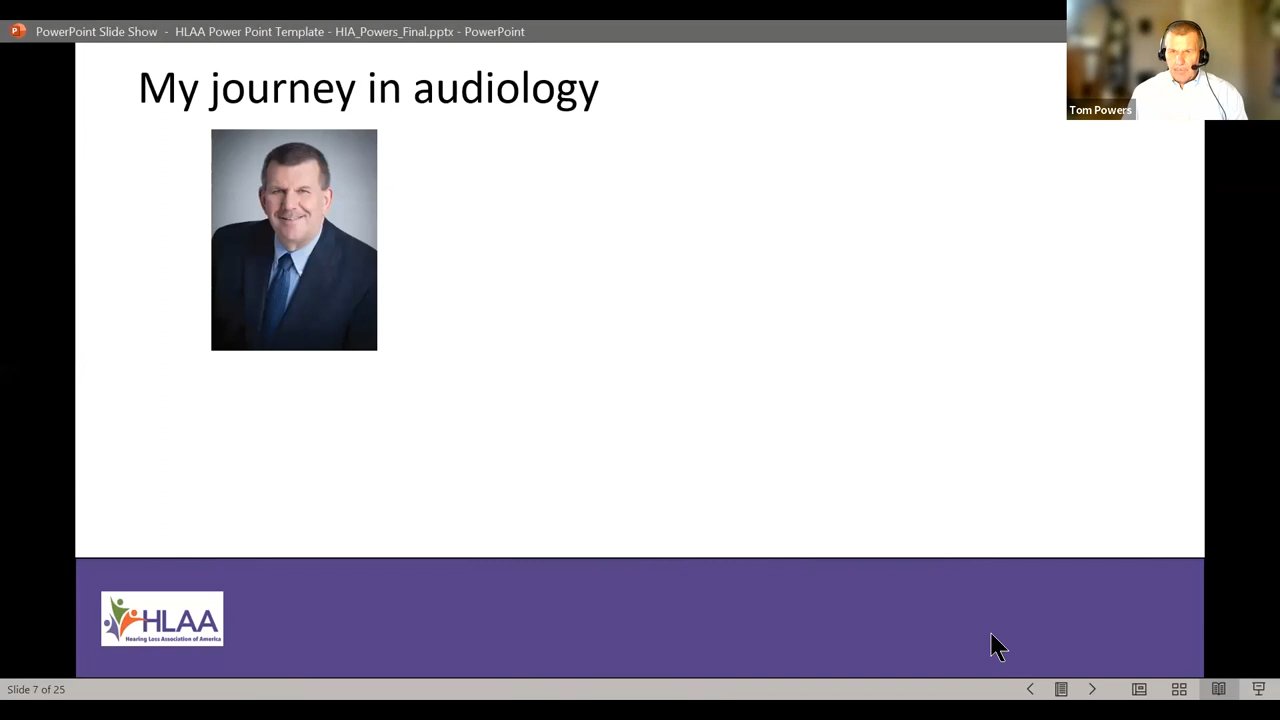 PowerPoint Slide Show - HLAA Power Point Template - HIA_Powers_Final.pptx - PowerPoint
Tom Powers
My journey in audiology
HLAA
Hearing Loss Association of America
Slide 7 of 25